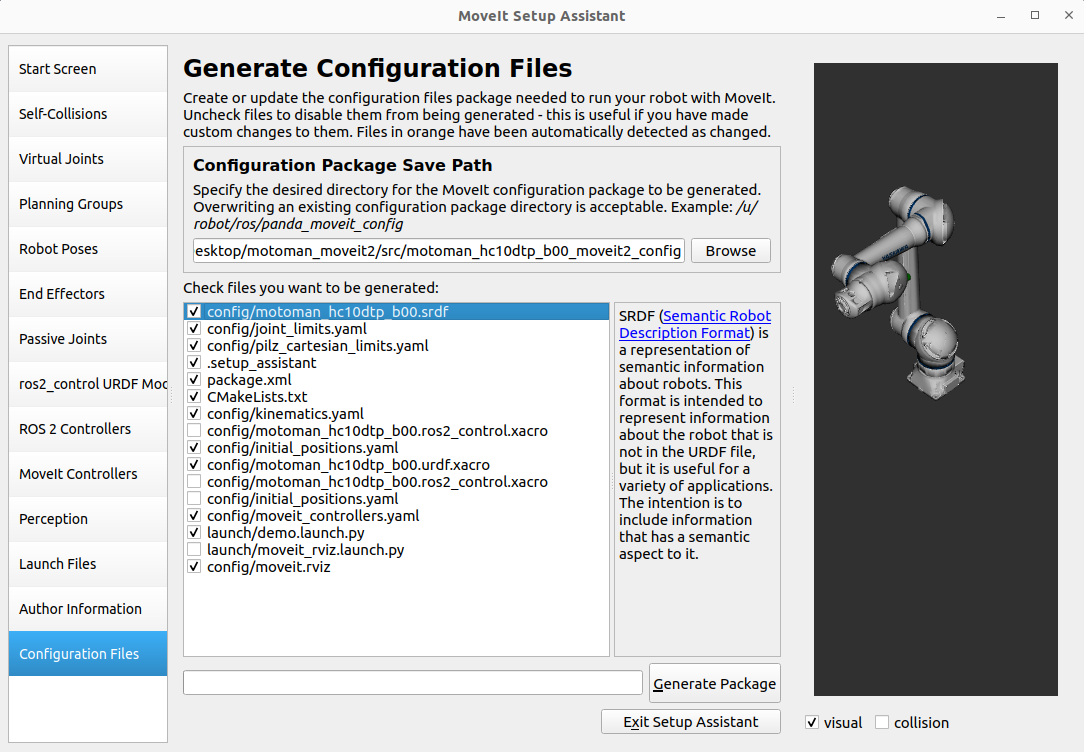 MoveIt Setup Assistant
Start Screen
Self-Collisions
Virtual Joints
Planning Groups
Robot Poses
End Effectors
Passive Joints
ros2_control URDF Moc
ROS 2 Controllers
MoveIt Controllers
Perception
Launch Files
Author Information
Configuration Files
Generate Configuration Files
Create or update the configuration files package needed to run your robot with MoveIt.
Uncheck files to disable them from being generated - this is useful if you have made
custom changes to them. Files in orange have been automatically detected as changed.
Configuration Package Save Path
Specify the desired directory for the MoveIt configuration package to be generated.
Overwriting an existing configuration package directory is acceptable. Example: /u/
robot/ros/panda_moveit_config
esktop/motoman_moveit2/src/motoman_hc10dtp_b00_moveit2_config
Browse
Check files you want to be generated:
config/motoman_hc10dtp_b00.srdf
config/joint_limits.yaml
config/pilz_cartesian_limits.yaml
.setup_assistant
package.xml
CMakeLists.txt
config/kinematics.yaml
config/motoman_hc10dtp_b00.ros2_control.xacro
config/initial_positions.yaml
config/motoman_hc10dtp_b00.urdf.xacro
config/motoman_hc10dtp_b00.ros2_control.xacro
config/initial_positions.yaml
config/moveit_controllers.yaml
launch/demo.launch.py
launch/moveit_rviz.launch.py
config/moveit.rviz
SRDF (Semantic Robot
Description Format) is
a representation of
semantic information
about robots. This
format is intended to
represent information
about the robot that is
not in the URDF file,
but it is useful for a
variety of applications.
The intention is to
include information
that has a semantic
aspect to it.
Generate Package
Exit Setup Assistant
visual
collision